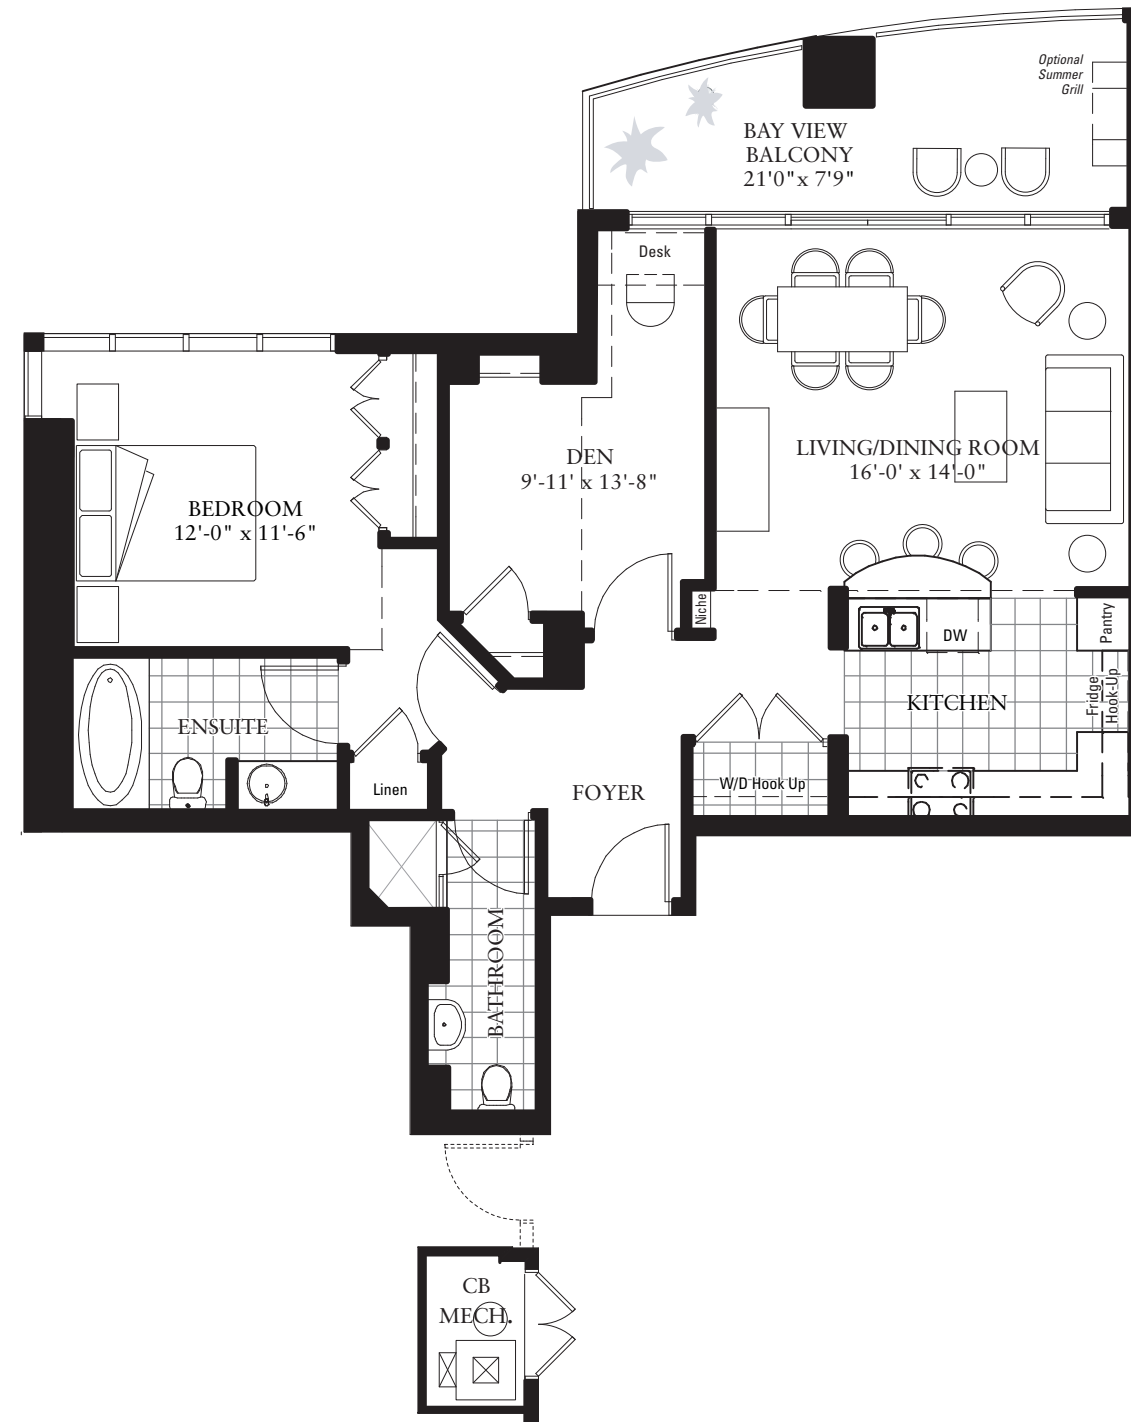 Optional
Summer
Grill
BAY VIEW
BALCONY
21'0"x 7'9"
Desk
LIVING/DINING ROOM
16'-0' x 14'-0"
DEN
9'-11' x 13'-8"
BEDROOM
12'-0" x 11'-6"
Niche
DW
Pantry
KITCHEN
Fridge
Hook-Up
ENSUITE
Linen
FOYER
W/D Hook Up
BATHROOM
CB
MECH.